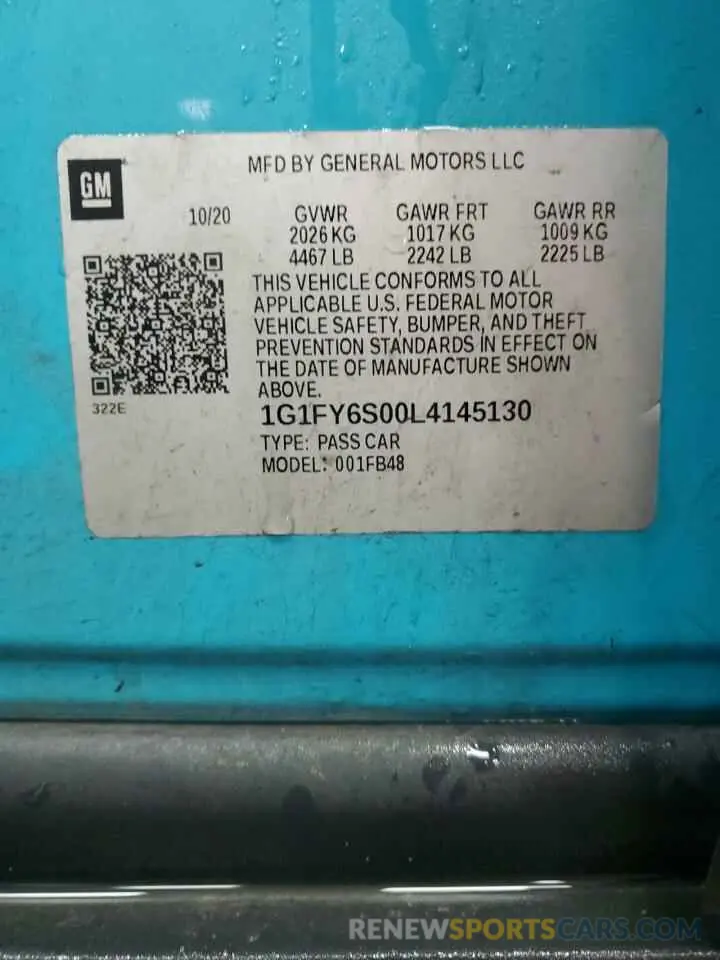 MFD BY GENERAL MOTORS LLC
GM
10/20 GVWR GAWR FRT GAWR RR
2026 KG 1017 KG 1009 KG
4467 LB 2242 LB 2225 LB
THIS VEHICLE CONFORMS TO ALL
APPLICABLE U.S. FEDERAL MOTOR
VEHICLE SAFETY, BUMPER, AND THEFT
PREVENTION STANDARDS IN EFFECT ON
THE DATE OF MANUFACTURE SHOWN
ABOVE.
322E
1G1FY6S00L4145130
TYPE: PASS CAR
MODEL: 001FB48
RENEWSPORTSCARS.COM